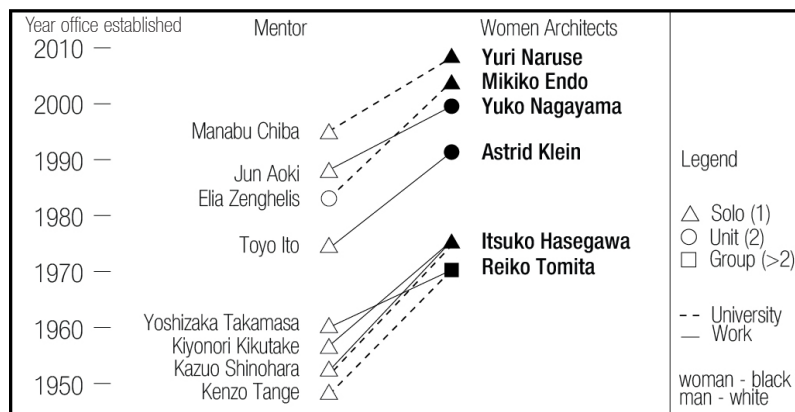 Year office established
Mentor
Women Architects
2010
2000
1990
1980
1970
1960
1950
Manabu Chiba
Jun Aoki
Elia Zenghelis
Toyo Ito
Yoshizaka Takamasa
Kiyonori Kikutake
Kazuo Shinohara
Kenzo Tange
Yuri Naruse
Mikiko Endo
Yuko Nagayama
Astrid Klein
Itsuko Hasegawa
Reiko Tomita
Legend
Solo (1)
Unit (2)
Group (>2)
University
Work
woman - black
man - white